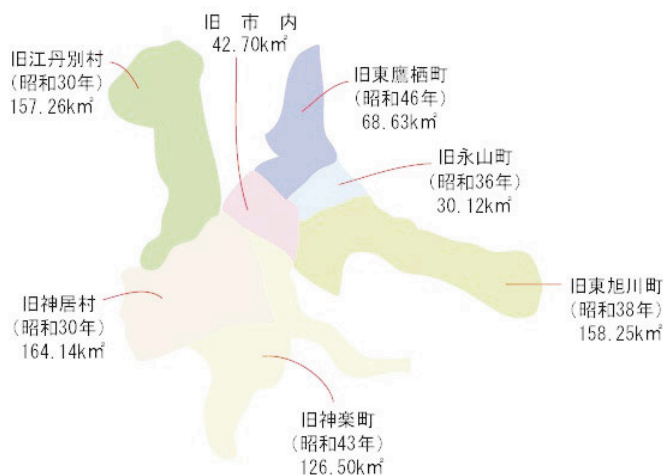 旧市内
42.70k㎡
旧江丹別村
(昭和30年)
157.26k㎡
旧東鷹栖町
(昭和46年)
68.63k㎡
旧永山町
(昭和36年)
30.12k㎡
旧東旭川町
(昭和38年)
158.25k㎡
旧神居村
(昭和30年)
164.14k㎡
旧神楽町
(昭和43年)
126.50k㎡